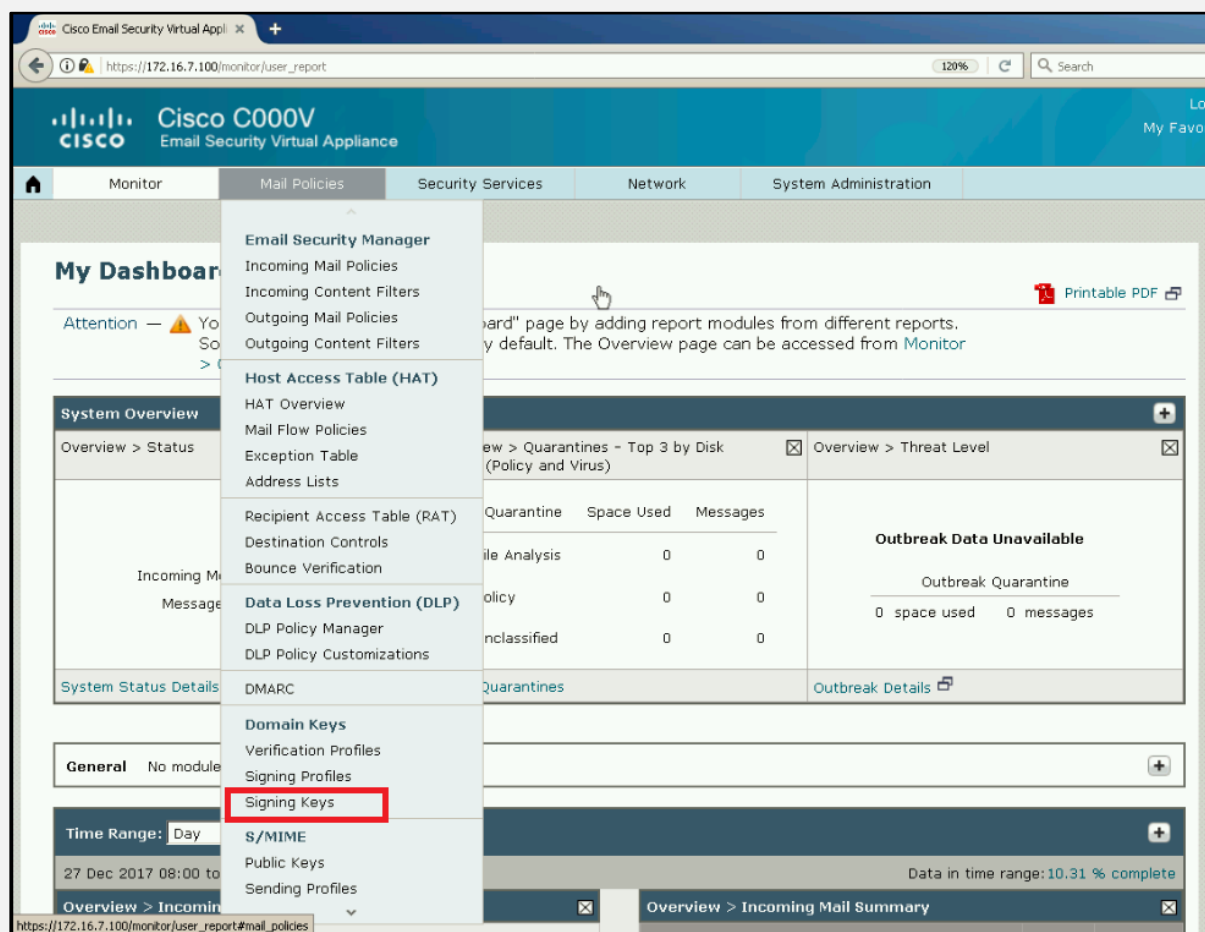 Cisco Email Security Virtual Appli
https://172.16.7.100/monitor/user_report
120%
Search
CISCO
Cisco C000V
Email Security Virtual Appliance
My Favo
Monitor
Mail Policies
Security Services
Network
System Administration
Email Security Manager
Incoming Mail Policies
Incoming Content Filters
Outgoing Mail Policies
Outgoing Content Filters
Host Access Table (HAT)
HAT Overview
Mail Flow Policies
Exception Table
Address Lists
Recipient Access Table (RAT)
Destination Controls
Bounce Verification
Data Loss Prevention (DLP)
DLP Policy Manager
DLP Policy Customizations
DMARC
Domain Keys
Verification Profiles
Signing Profiles
Signing Keys
S/MIME
Public Keys
Sending Profiles
My Dashboar
Printable PDF
Attention — Yo
ard" page by adding report modules from different reports.
So
y default. The Overview page can be accessed from Monitor
>
System Overview
Overview > Status
ew > Quarantines - Top 3 by Disk
(Policy and Virus)
Overview > Threat Level
Quarantine Space Used Messages
ile Analysis 0 0
olicy 0 0
nclassified 0 0
Incoming M
Message
Outbreak Data Unavailable
Outbreak Quarantine
0 space used 0 messages
System Status Details
Quarantines
Outbreak Details
General No module
Time Range: Day
27 Dec 2017 08:00 to
Data in time range: 10.31 % complete
Overview > Incomin
Overview > Incoming Mail Summary
https://172.16.7.100/monitor/user_report#mail_policies